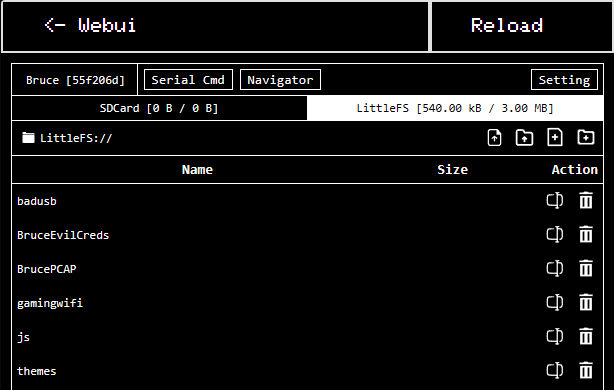 <- Webui Reload
Bruce [55f206d] Serial Cmd Navigator Setting
SDCard [0 B / 0 B] LittleFS [540.00 kB / 3.00 MB]
LittleFS://
Name Size Action
badusb
BruceEvilCreds
BrucePCAP
gamingwifi
js
themes